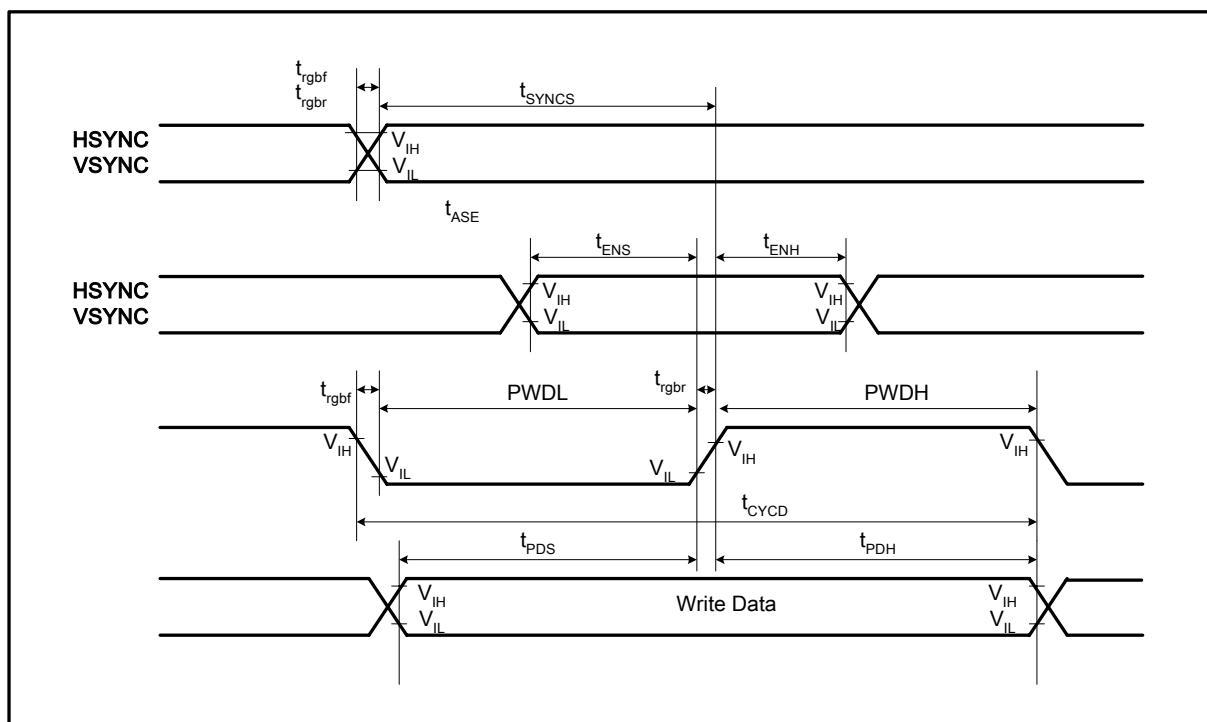 trgbf
trgbr
tSYNCS
HSYNC
VIH
VSYNC
VIL
tASE
tENS
tENH
HSYNC
VIH
VIH
VSYNC
VIL
VIL
trgbf
PWDL
trgbr
PWDH
VIH
VIL
VIL
VIH
VIH
tCYCD
tPDS
tPDH
VIH
Write Data
VIH
VIL
VIL